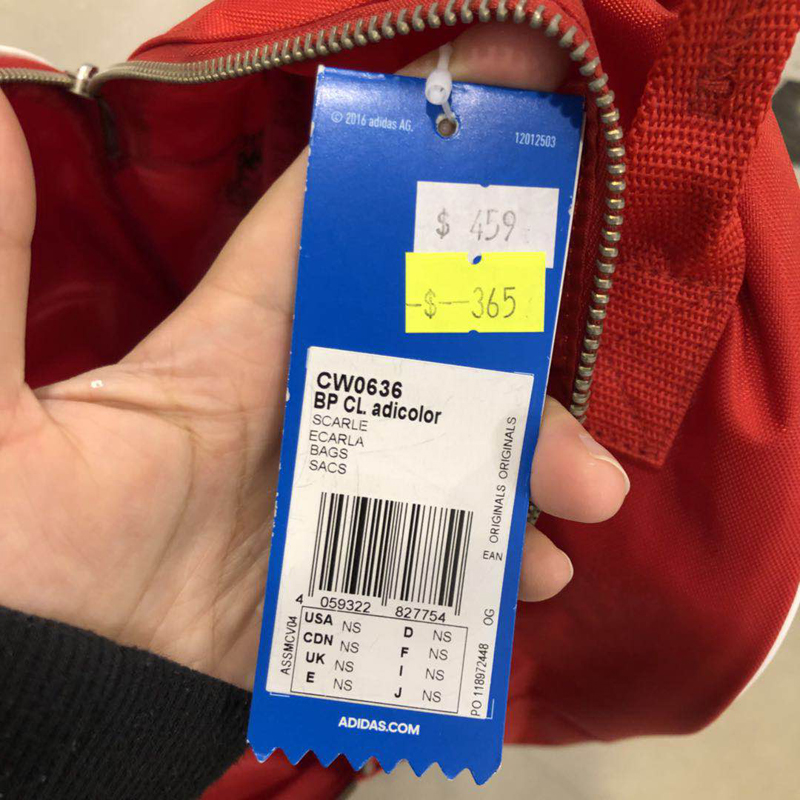 © 2016 adidas AG.
12012503
$ 459
-$- 365
CW0636
BP CL adicolor
SCARLE
ECARLA
BAGS
SACS
ORIGINALS ORIGINALS
EAN
4 059322 827754
OG
PO 118972448
ASSMCV04
USA NS D NS
CDN NS F NS
UK NS I NS
E NS J NS
ADIDAS.COM